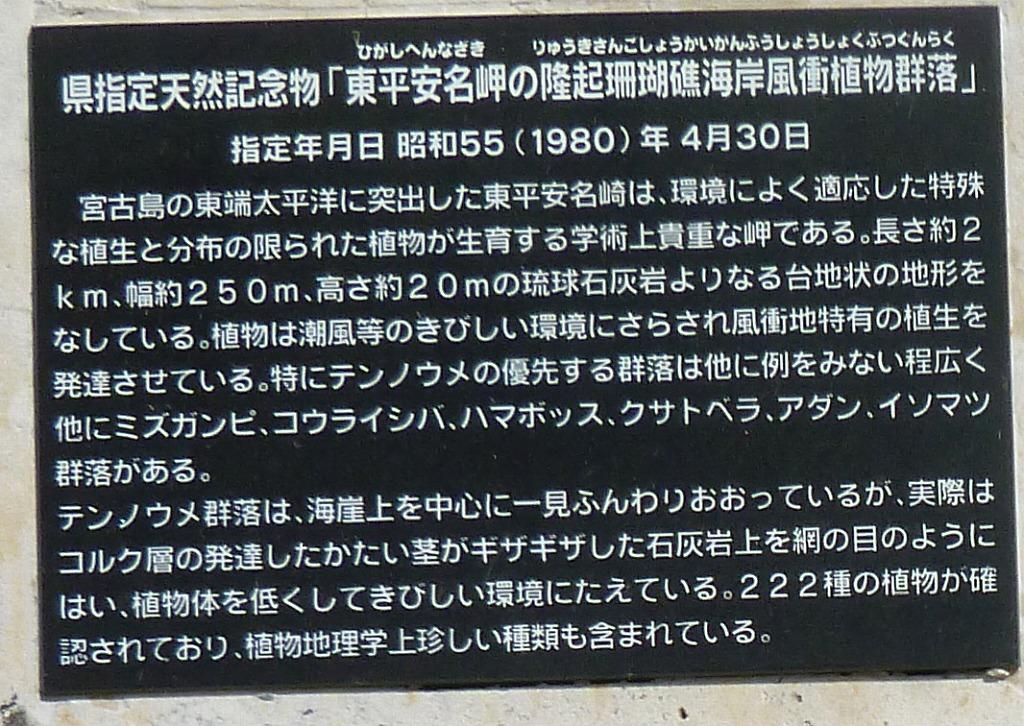 ひがしへんなざき りゅうきさんごしょうかいがんふうしょうしょくぶつぐんらく
県指定天然記念物「東平安名岬の隆起珊瑚礁海岸風衝植物群落」
指定年月日 昭和55(1980)年 4月30日
宮古島の東端太平洋に突出した東平安名崎は、環境によく適応した特殊
な植生と分布の限られた植物が生育する学術上貴重な岬である。長さ約2
km、幅約250m、高さ約20mの琉球石灰岩よりなる台地状の地形を
なしている。植物は潮風等のきびしい環境にさらされ風衝地特有の植生を
発達させている。特にテンノウメの優先する群落は他に例をみない程広く
他にミズガンピ、コウライシバ、ハマボッス、クサトベラ、アダン、イソマツ
群落がある。
テンノウメ群落は、海崖上を中心に一見ふんわりおおっているが、実際は
コルク層の発達したかたい茎がギザギザした石灰岩上を網の目のように
はい、植物体を低くしてきびしい環境にたえている。222種の植物が確
認されており、植物地理学上珍しい種類も含まれている。